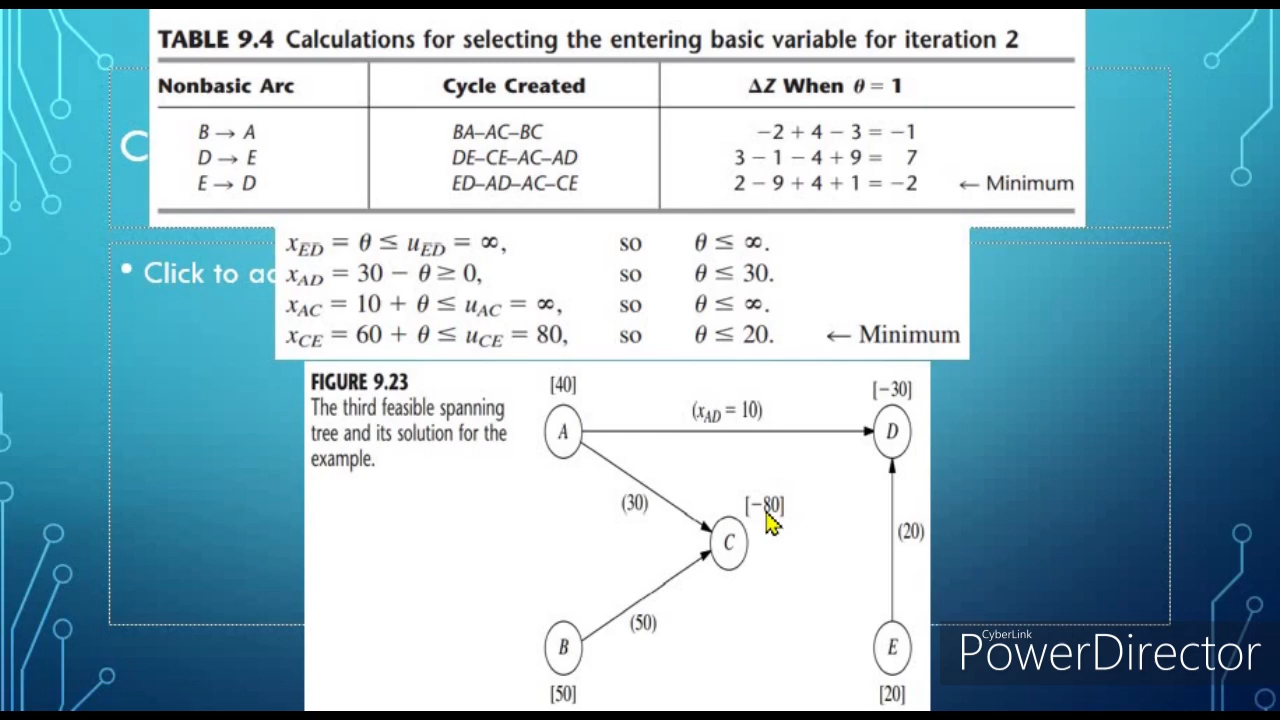 TABLE 9.4 Calculations for selecting the entering basic variable for iteration 2
Nonbasic Arc Cycle Created ΔZ When θ = 1
B → A BA–AC–BC −2 + 4 − 3 = −1
D → E DE–CE–AC–AD 3 − 1 − 4 + 9 = 7
E → D ED–AD–AC–CE 2 − 9 + 4 + 1 = −2 ← Minimum
C
• Click to ad
x_ED = θ ≤ u_ED = ∞, so θ ≤ ∞.
x_AD = 30 − θ ≥ 0, so θ ≤ 30.
x_AC = 10 + θ ≤ u_AC = ∞, so θ ≤ ∞.
x_CE = 60 + θ ≤ u_CE = 80, so θ ≤ 20. ← Minimum
FIGURE 9.23
The third feasible spanning
tree and its solution for the
example.
[40] [−30]
(x_AD = 10)
A D
(30) [−80]
C (20)
(50)
B E
[50] [20]
CyberLink
PowerDirector